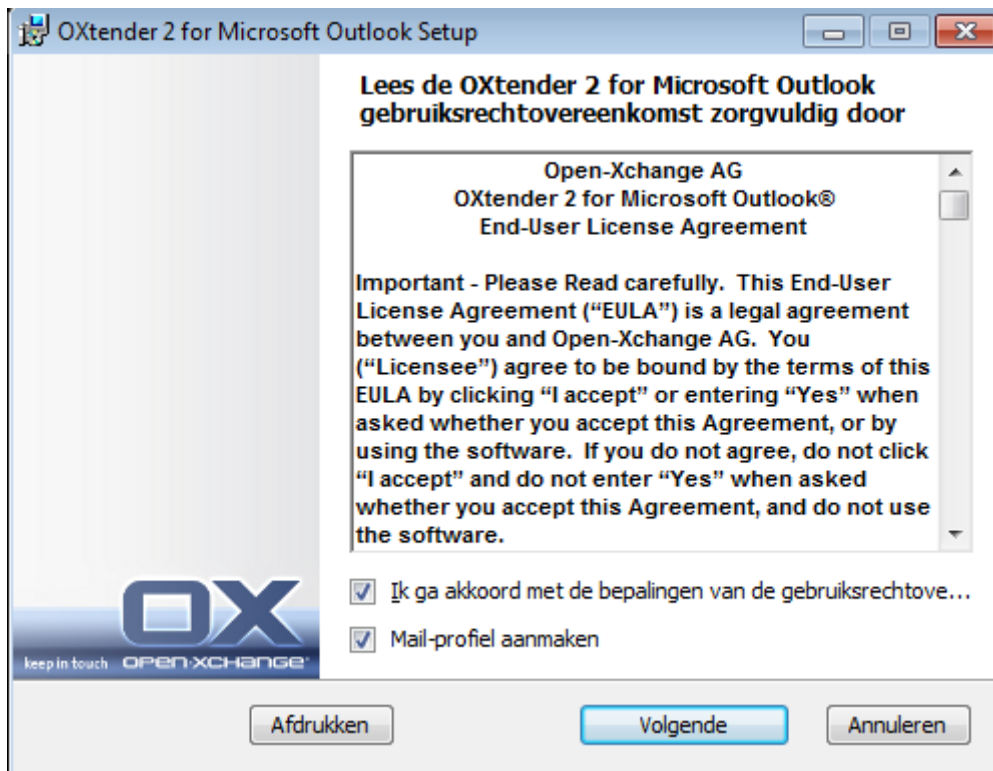 OXtender 2 for Microsoft Outlook Setup
Lees de OXtender 2 for Microsoft Outlook
gebruiksrechtovereenkomst zorgvuldig door
Open-Xchange AG
OXtender 2 for Microsoft Outlook®
End-User License Agreement
Important - Please Read carefully.  This End-User
License Agreement (“EULA”) is a legal agreement
between you and Open-Xchange AG.  You
(“Licensee”) agree to be bound by the terms of this
EULA by clicking “I accept” or entering “Yes” when
asked whether you accept this Agreement, or by
using the software.  If you do not agree, do not click
“I accept” and do not enter “Yes” when asked
whether you accept this Agreement, and do not use
the software.
Ik ga akkoord met de bepalingen van de gebruiksrechtove...
Mail-profiel aanmaken
OX
keep in touch OPEN-XCHANGE
Afdrukken
Volgende
Annuleren